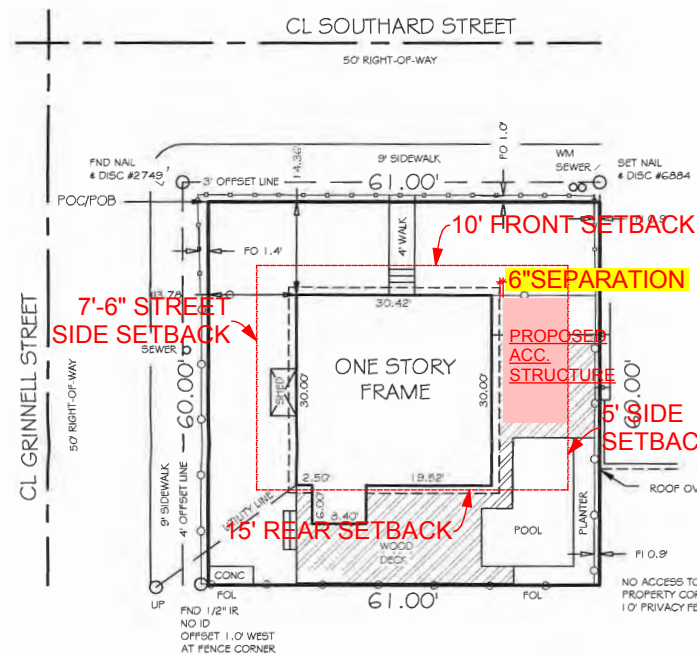 CL SOUTHARD STREET
50' RIGHT-OF-WAY
FND NAIL
& DISC #2749
3' OFFSET LINE
61.00'
14.36'
9' SIDEWALK
FO 1.0'
WM
SEWER
SET NAIL
& DISC #6884
POC/POB
FO 1.4'
4' WALK
10' FRONT SETBACK
6"SEPARATION
13.78'
30.42'
7'-6" STREET
SIDE SETBACK
SEWER
CL GRINNELL STREET
50' RIGHT-OF-WAY
60.00'
SHED
30.00'
ONE STORY
FRAME
30.00'
PROPOSED
ACC.
STRUCTURE
60.00'
5' SIDE
SETBAC
9' SIDEWALK
4' OFFSET LINE
UTILITY LINE
2.50'
6.00'
8.40'
19.52'
15' REAR SETBACK
WOOD
DECK
POOL
PLANTER
ROOF OV
FI 0.9'
CONC
UP
FOL
61.00'
FOL
FND 1/2" IR
NO ID
OFFSET 1.0' WEST
AT FENCE CORNER
NO ACCESS TO
PROPERTY COR
10' PRIVACY FE